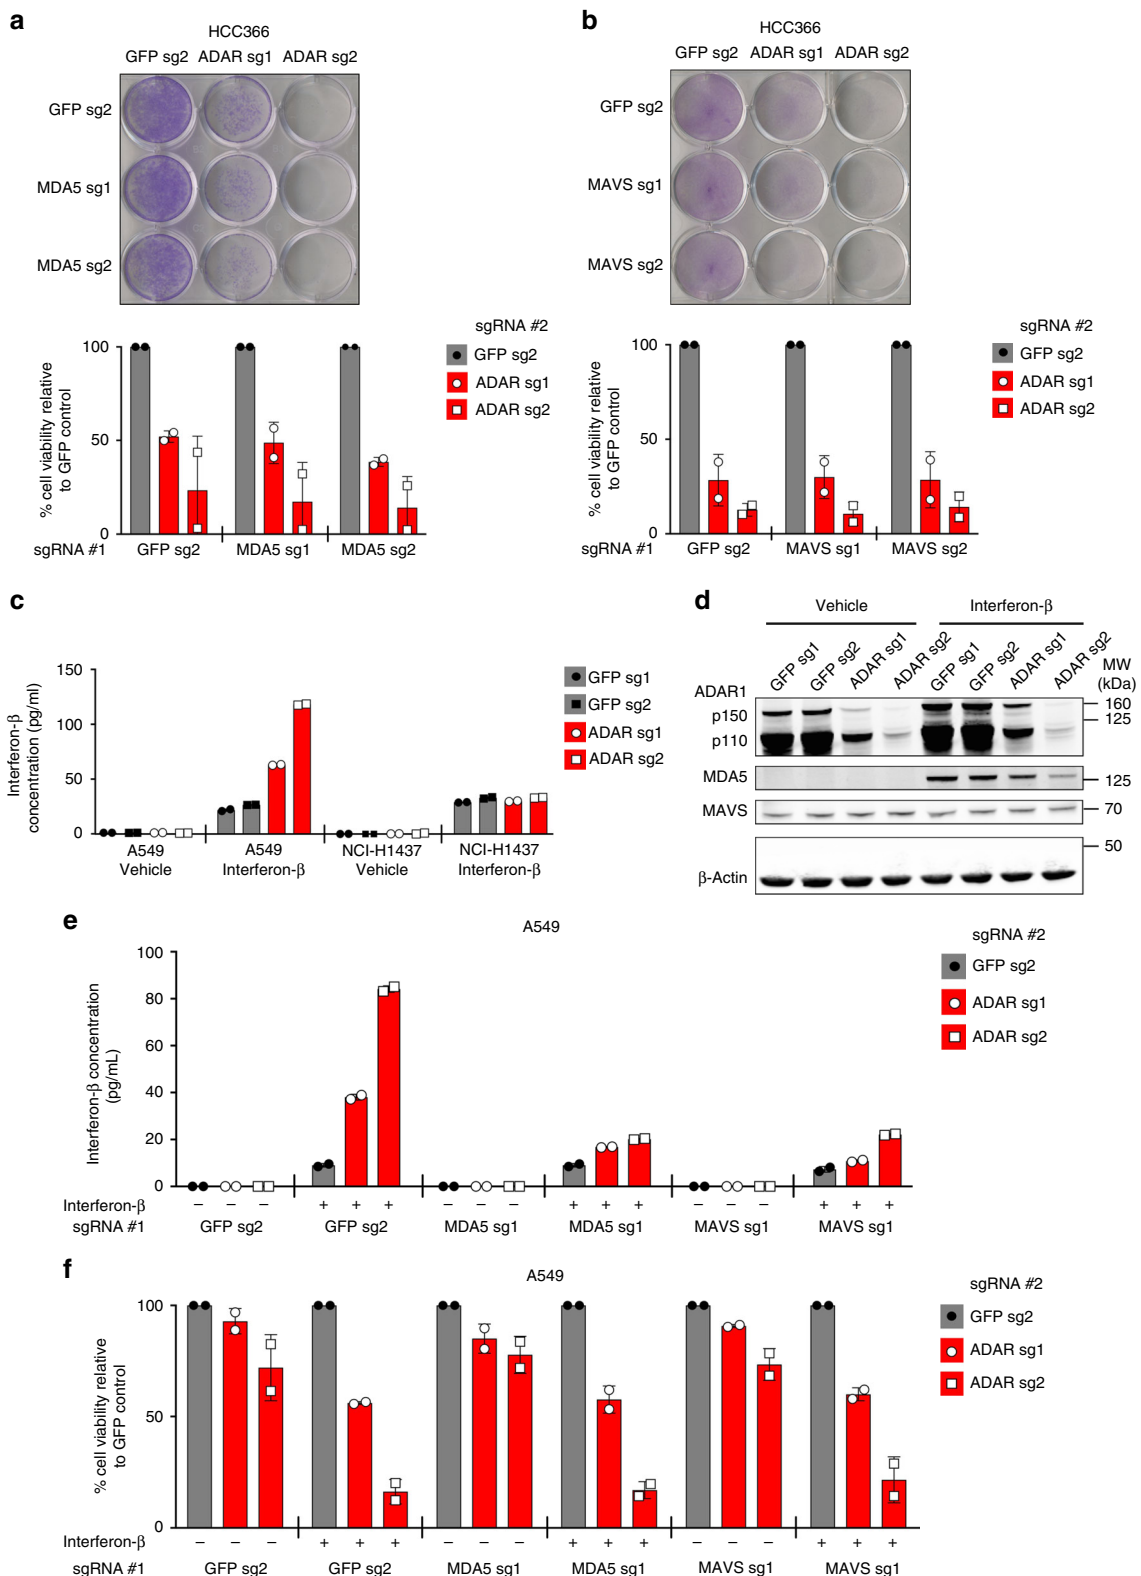 a
HCC366
GFP sg2 ADAR sg1 ADAR sg2
GFP sg2
MDA5 sg1
MDA5 sg2
% cell viability relative
to GFP control
100
50
0
sgRNA #1
GFP sg2 MDA5 sg1 MDA5 sg2
sgRNA #2
GFP sg2
ADAR sg1
ADAR sg2
b
HCC366
GFP sg2 ADAR sg1 ADAR sg2
GFP sg2
MAVS sg1
MAVS sg2
% cell viability relative
to GFP control
100
50
0
sgRNA #1
GFP sg2 MAVS sg1 MAVS sg2
sgRNA #2
GFP sg2
ADAR sg1
ADAR sg2
c
Interferon-β
concentration (pg/ml)
150
100
50
0
A549 A549 NCI-H1437 NCI-H1437
Vehicle Interferon-β Vehicle Interferon-β
GFP sg1
GFP sg2
ADAR sg1
ADAR sg2
d
Vehicle Interferon-β
GFP sg1 GFP sg2 ADAR sg1 ADAR sg2 GFP sg1 GFP sg2 ADAR sg1 ADAR sg2
MW
(kDa)
ADAR1
p150
p110
160
125
MDA5
125
MAVS
70
50
β-Actin
e
A549
Interferon-β concentration
(pg/mL)
100
80
60
40
20
0
Interferon-β − − − + + + − − − + + + − − − + + +
sgRNA #1 GFP sg2 GFP sg2 MDA5 sg1 MDA5 sg1 MAVS sg1 MAVS sg1
sgRNA #2
GFP sg2
ADAR sg1
ADAR sg2
f
A549
% cell viability relative
to GFP control
100
50
0
Interferon-β − − − + + + − − − + + + − − − + + +
sgRNA #1 GFP sg2 GFP sg2 MDA5 sg1 MDA5 sg1 MAVS sg1 MAVS sg1
sgRNA #2
GFP sg2
ADAR sg1
ADAR sg2